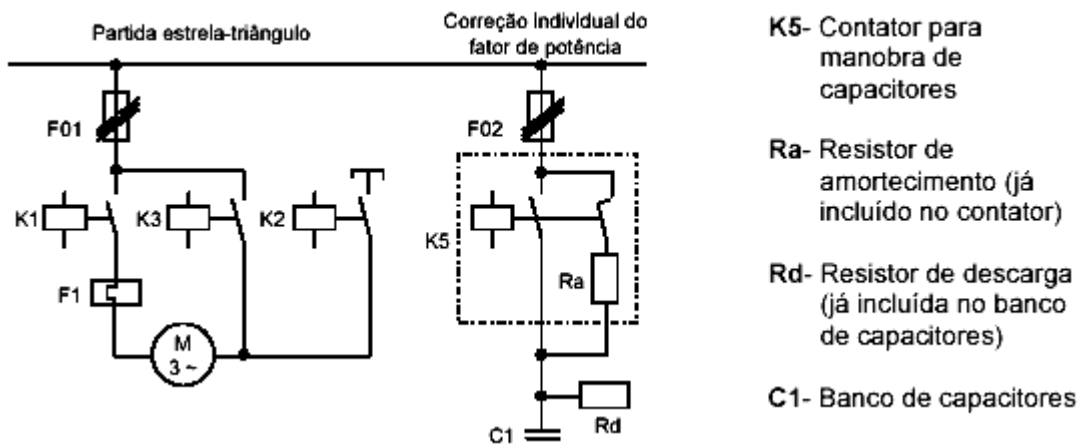 Partida estrela-triângulo
Correção individual do
fator de potência
F01
F02
K1
K3
K2
K5
F1
Ra
M
3 ~
C1
Rd
K5- Contator para
manobra de
capacitores
Ra- Resistor de
amortecimento (já
incluído no contator)
Rd- Resistor de descarga
(já incluída no banco
de capacitores)
C1- Banco de capacitores